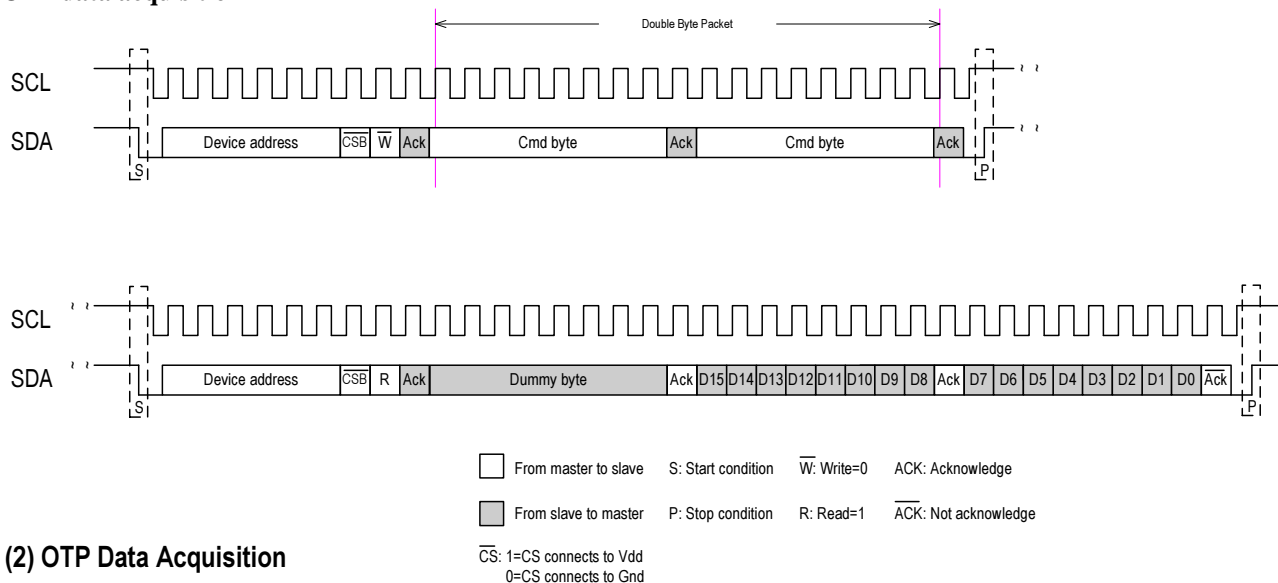 Double Byte Packet
SCL
SDA
Device address CSB W Ack Cmd byte Ack Cmd byte Ack
S P
SCL
SDA
Device address CSB R Ack Dummy byte Ack D15 D14 D13 D12 D11 D10 D9 D8 Ack D7 D6 D5 D4 D3 D2 D1 D0 Ack
S P
From master to slave S: Start condition W: Write=0 ACK: Acknowledge
From slave to master P: Stop condition R: Read=1 ACK: Not acknowledge
(2) OTP Data Acquisition
CS: 1=CS connects to Vdd
0=CS connects to Gnd